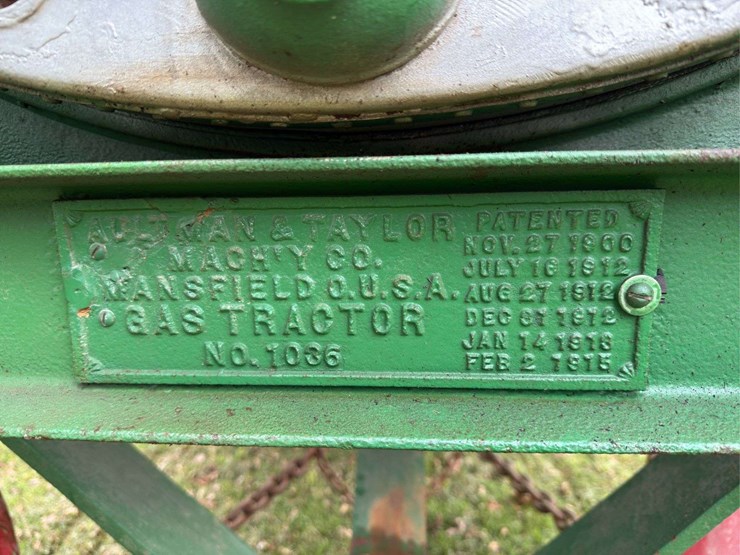 AULTMAN & TAYLOR
MACH'Y CO.
MANSFIELD O.U.S.A.
GAS TRACTOR
NO. 1036
PATENTED
NOV. 27 1900
JULY 16 1912
AUG 27 1912
DEC 31 1912
JAN 14 1913
FEB 2 1915